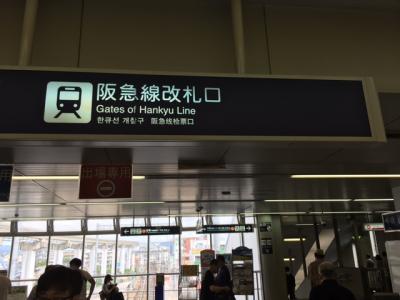 阪急線改札口
Gates of Hankyu Line
한큐선 개찰구 阪急线检票口
出場専用